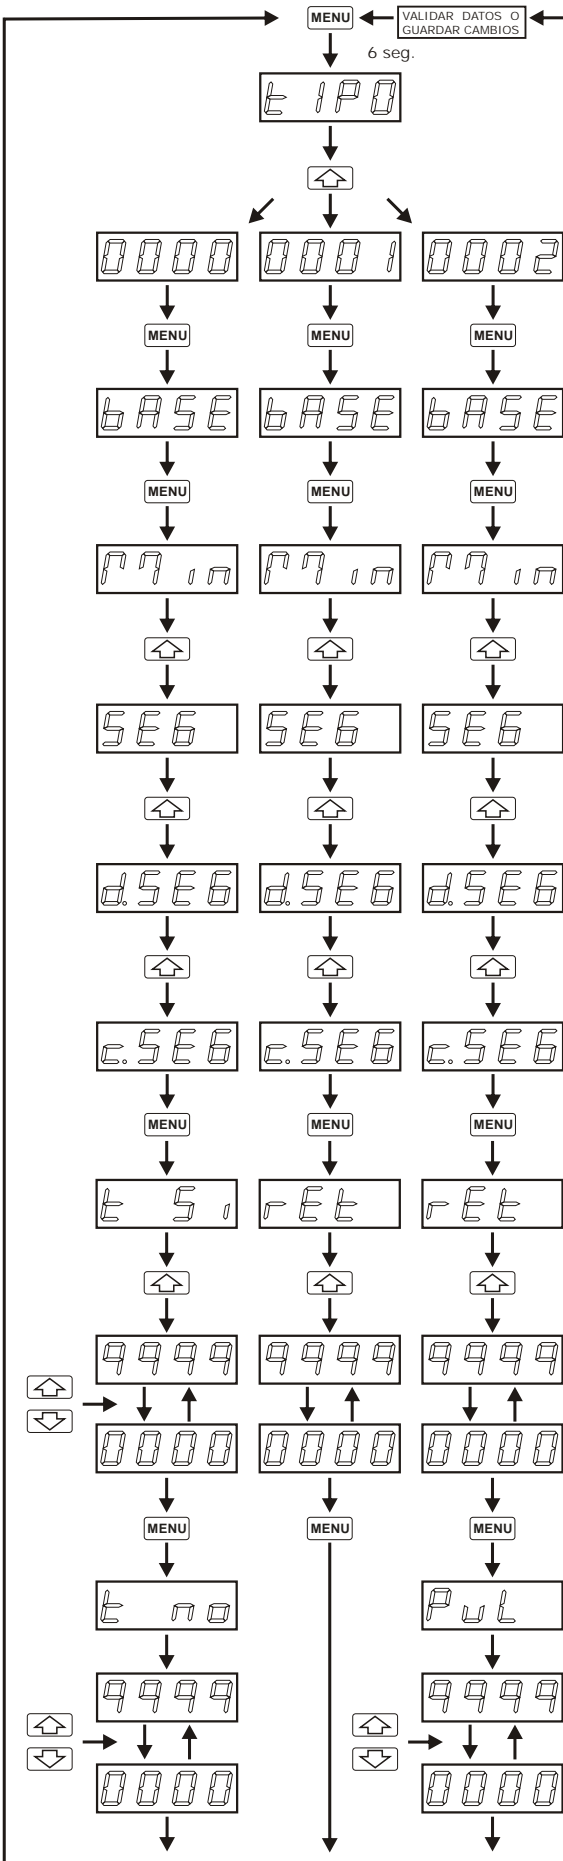 MENU
VALIDAR DATOS O
GUARDAR CAMBIOS
6 seg.
t IPO
0000 0001 0002
MENU MENU MENU
bASE bASE bASE
MENU MENU MENU
Min Min Min
SEG SEG SEG
d.SEG d.SEG d.SEG
c.SEG c.SEG c.SEG
MENU MENU MENU
t Si rEt rEt
9999 9999 9999
0000 0000 0000
MENU MENU MENU
t no PuL
9999 9999
0000 0000